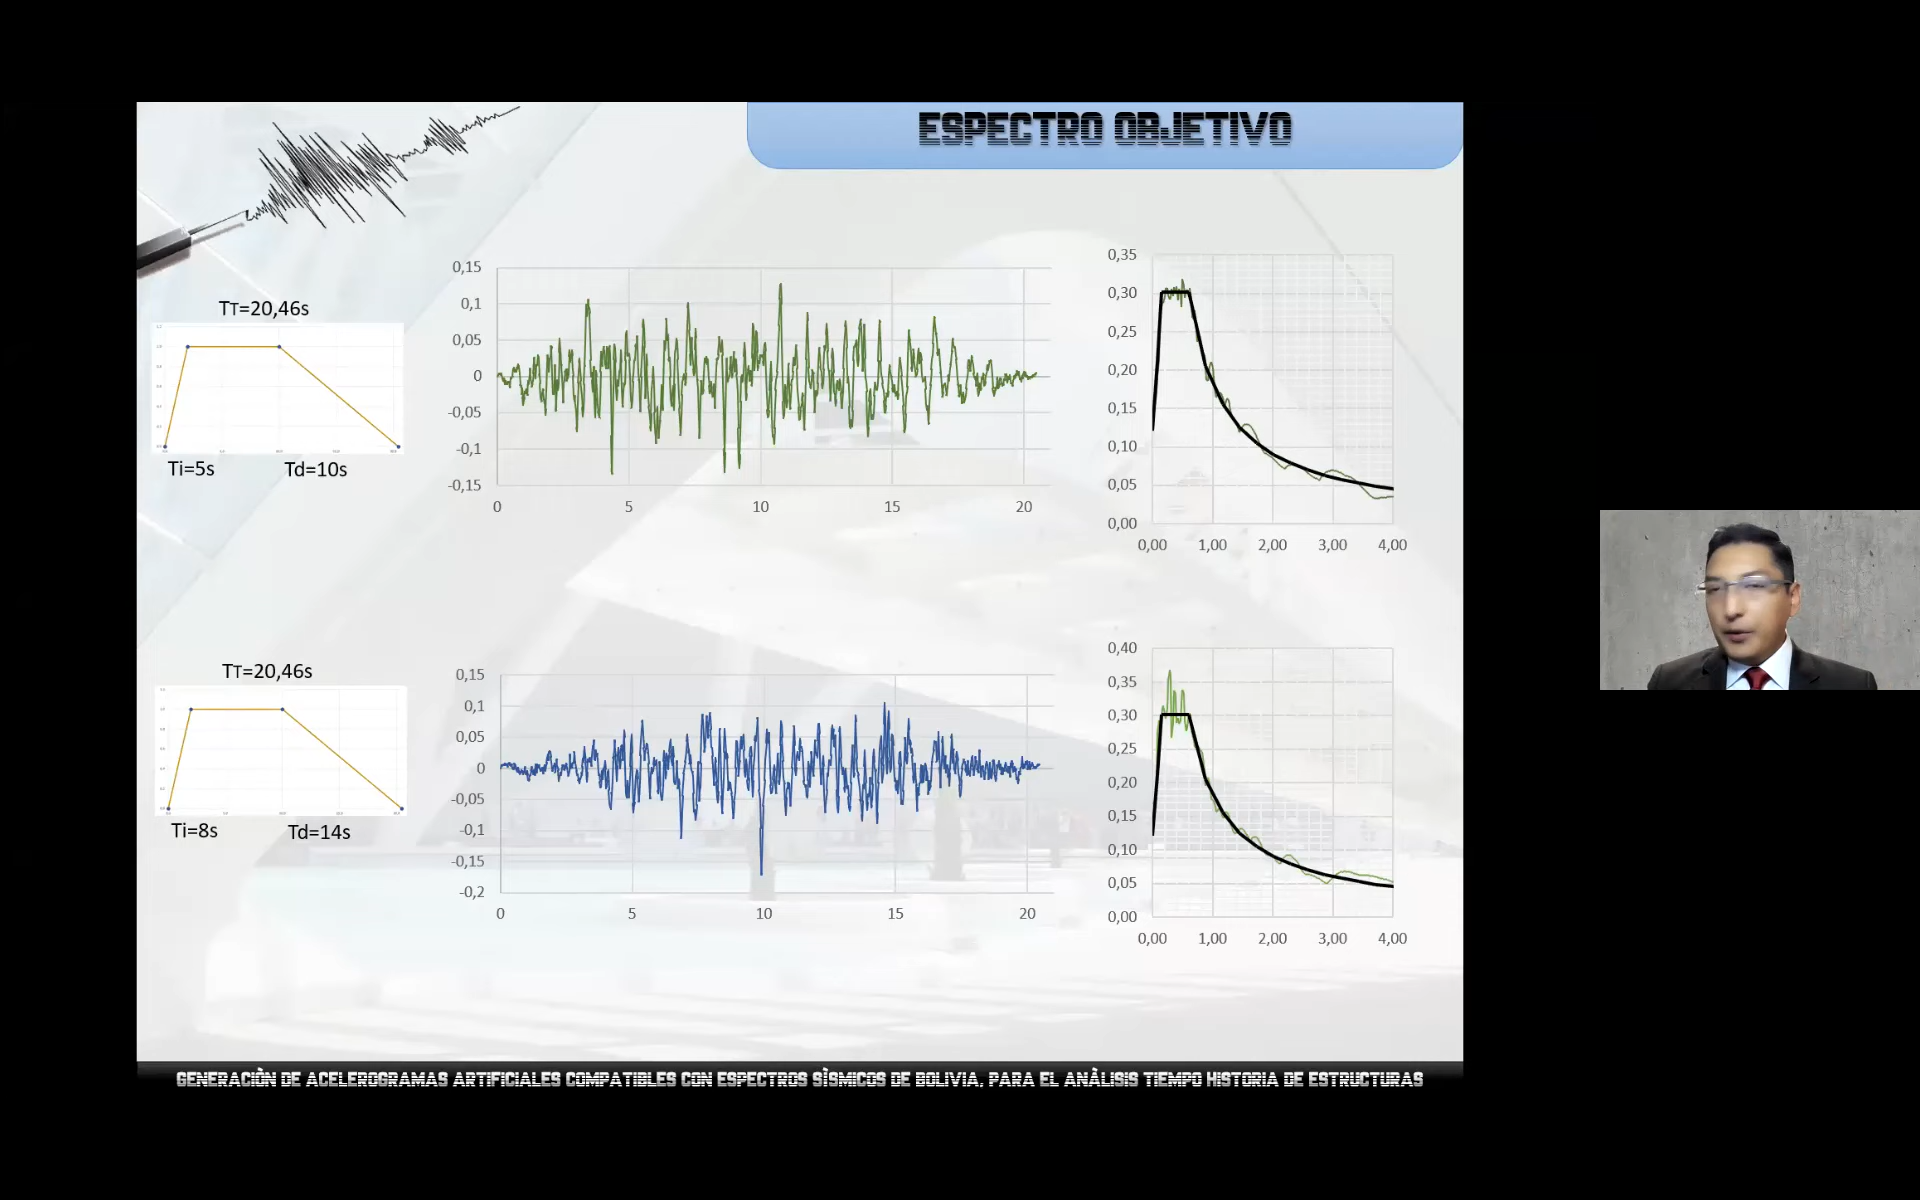 ESPECTRO OBJETIVO
TT=20,46s
Ti=5s
Td=10s
0,15
0,1
0,05
0
-0,05
-0,1
-0,15
0 5 10 15 20
0,35
0,30
0,25
0,20
0,15
0,10
0,05
0,00
0,00 1,00 2,00 3,00 4,00
TT=20,46s
Ti=8s
Td=14s
0,15
0,1
0,05
0
-0,05
-0,1
-0,15
-0,2
0 5 10 15 20
0,40
0,35
0,30
0,25
0,20
0,15
0,10
0,05
0,00
0,00 1,00 2,00 3,00 4,00
GENERACIÒN DE ACELEROGRAMAS ARTIFICIALES COMPATIBLES CON ESPECTROS SÌSMICOS DE BOLIVIA, PARA EL ANÀLISIS TIEMPO HISTORIA DE ESTRUCTURAS